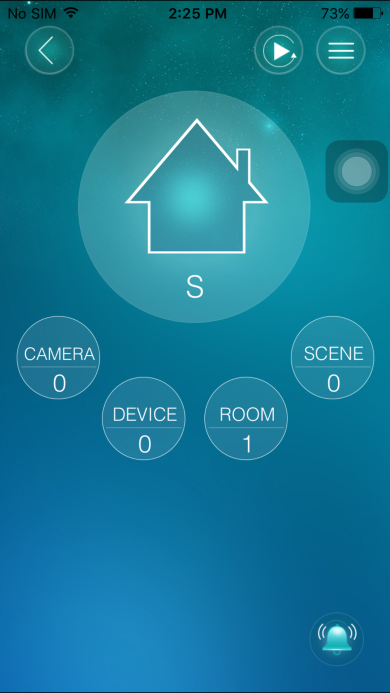 No SIM 2:25 PM 73%
S
CAMERA
0
SCENE
0
DEVICE
0
ROOM
1